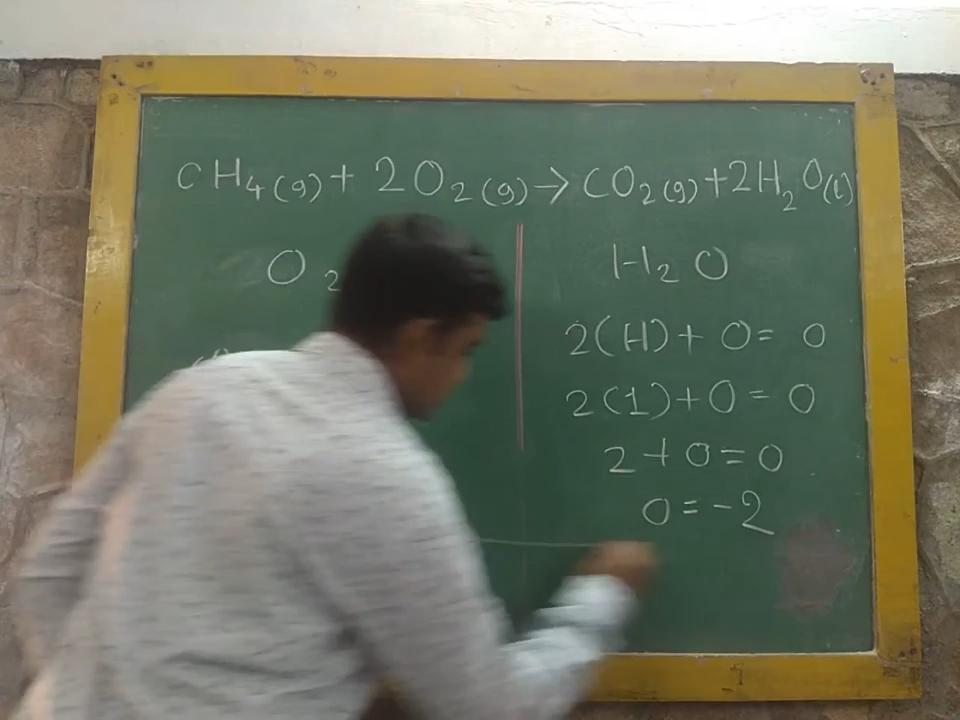 CH₄(g) + 2O₂(g) → CO₂(g) + 2H₂O(l)
O₂
H₂O
2(H) + O = 0
2(1) + O = 0
2 + O = 0
O = -2